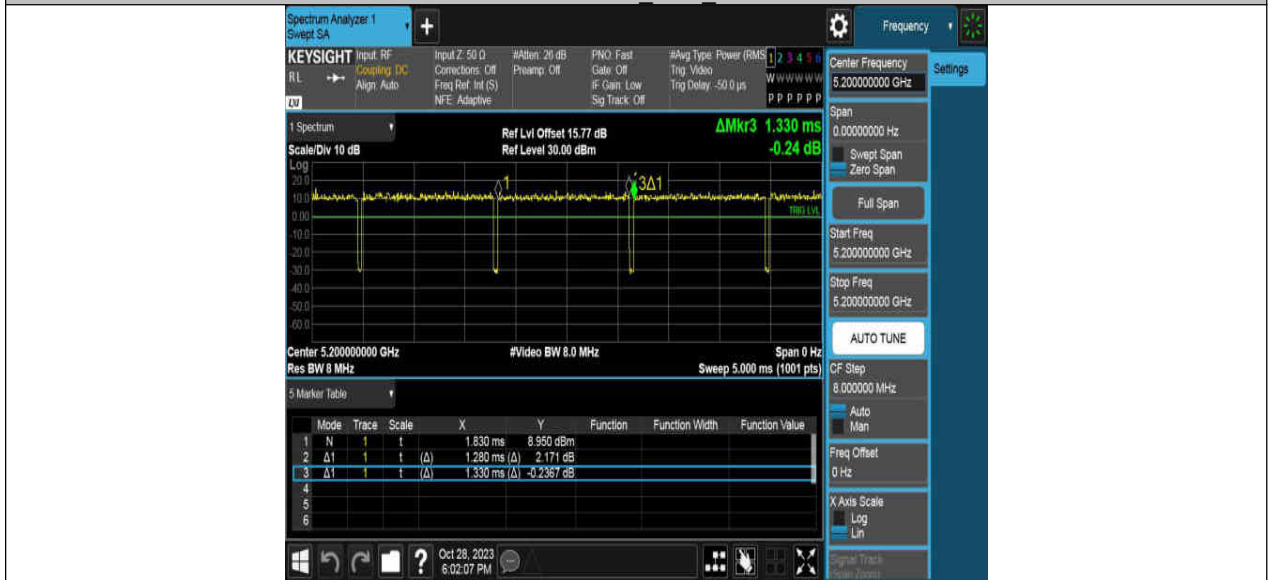 Spectrum Analyzer 1
Swept SA
+
Frequency
KEYSIGHT
RL
LXI
Input: RF
Coupling: DC
Align: Auto
Input Z: 50 Ω
Corrections: Off
Freq Ref: Int (S)
NFE: Adaptive
#Atten: 26 dB
Preamp: Off
PNO: Fast
Gate: Off
IF Gain: Low
Sig Track: Off
#Avg Type: Power (RMS
Trig: Video
Trig Delay: -50.0 µs
1 2 3 4 5 6
W W W W W W
P P P P P P
Center Frequency
5.200000000 GHz
Settings
Span
0.00000000 Hz
Swept Span
Zero Span
Full Span
Start Freq
5.200000000 GHz
Stop Freq
5.200000000 GHz
AUTO TUNE
CF Step
8.000000 MHz
Auto
Man
Freq Offset
0 Hz
X Axis Scale
Log
Lin
Signal Track
(Span Zoom)
1 Spectrum
Scale/Div 10 dB
Ref Lvl Offset 15.77 dB
Ref Level 30.00 dBm
ΔMkr3 1.330 ms
-0.24 dB
Log
20.0
10.0
0.00
-10.0
-20.0
-30.0
-40.0
-50.0
-60.0
1
3Δ1
TRIG LVL
Center 5.200000000 GHz
#Video BW 8.0 MHz
Span 0 Hz
Res BW 8 MHz
Sweep 5.000 ms (1001 pts)
5 Marker Table
Mode Trace Scale X Y Function Function Width Function Value
1 N 1 t 1.830 ms 8.950 dBm
2 Δ1 1 t (Δ) 1.280 ms (Δ) 2.171 dB
3 Δ1 1 t (Δ) 1.330 ms (Δ) -0.2367 dB
4
5
6
?
Oct 28, 2023
6:02:07 PM